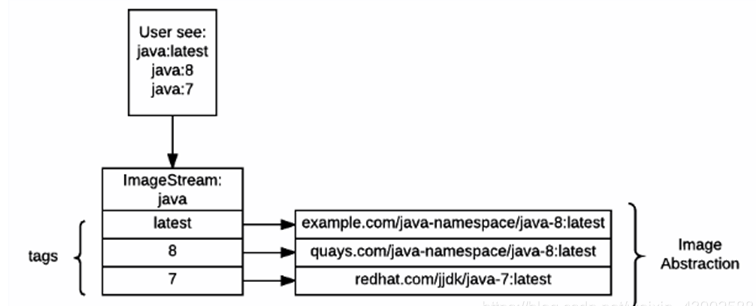 User see:
java:latest
java:8
java:7
ImageStream:
java
tags
latest
example.com/java-namespace/java-8:latest
8
quays.com/java-namespace/java-8:latest
7
redhat.com/jjdk/java-7:latest
Image
Abstraction